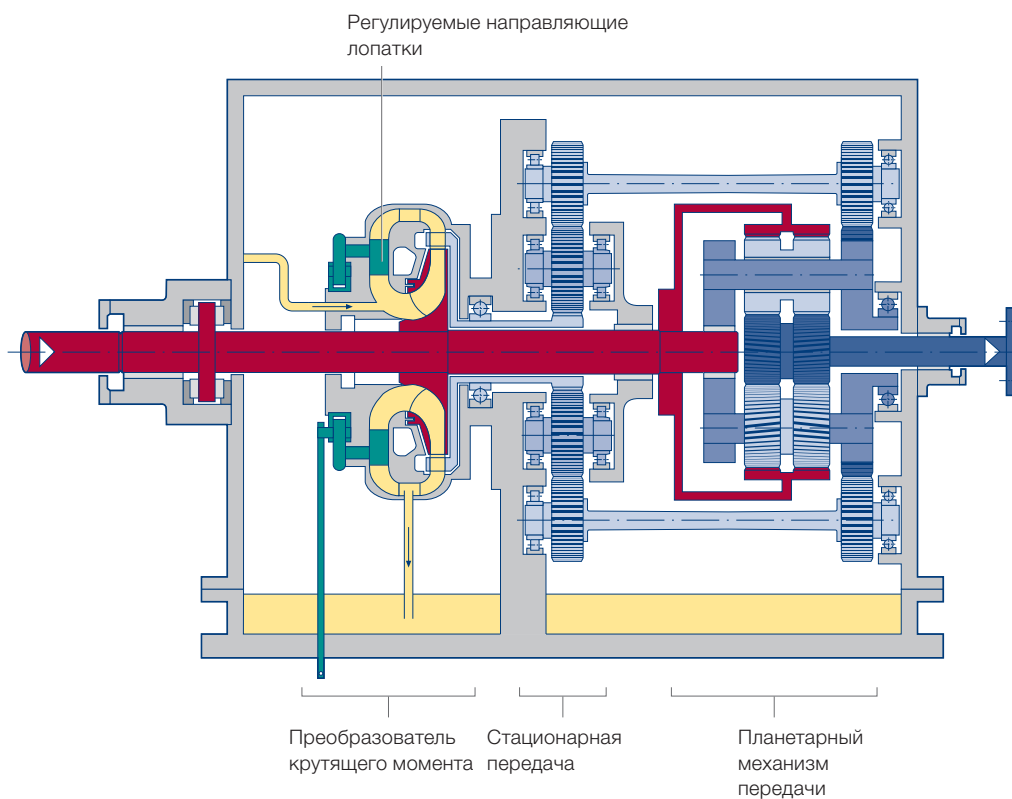 Регулируемые направляющие
лопатки
Преобразователь
крутящего момента
Стационарная
передача
Планетарный
механизм
передачи